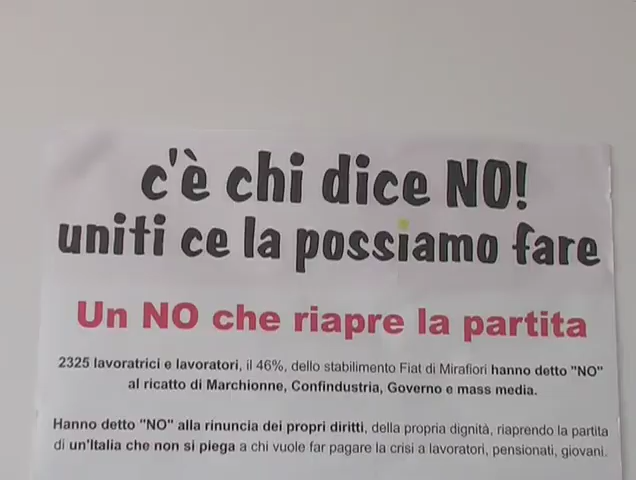 c'è chi dice NO!
uniti ce la possiamo fare
Un NO che riapre la partita
2325 lavoratrici e lavoratori, il 46%, dello stabilimento Fiat di Mirafiori hanno detto "NO"
al ricatto di Marchionne, Confindustria, Governo e mass media.
Hanno detto "NO" alla rinuncia dei propri diritti, della propria dignità, riaprendo la partita
di un'Italia che non si piega a chi vuole far pagare la crisi a lavoratori, pensionati, giovani.